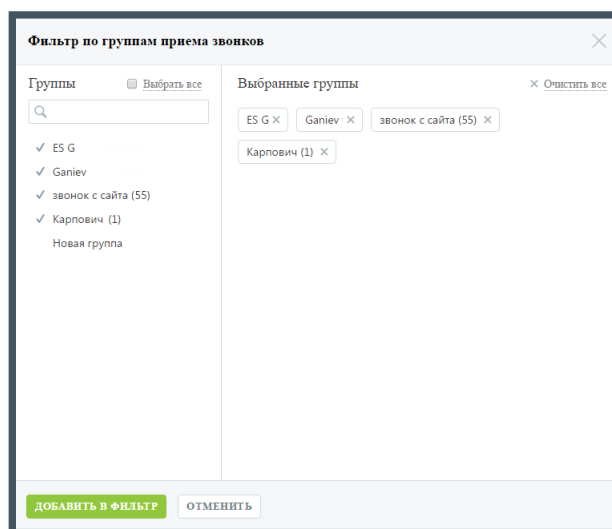 Фильтр по группам приема звонков
Группы
Выбрать все
ES G
Ganiev
звонок с сайта (55)
Карпович (1)
Новая группа
Выбранные группы
Очистить все
ES G
Ganiev
звонок с сайта (55)
Карпович (1)
ДОБАВИТЬ В ФИЛЬТР
ОТМЕНИТЬ